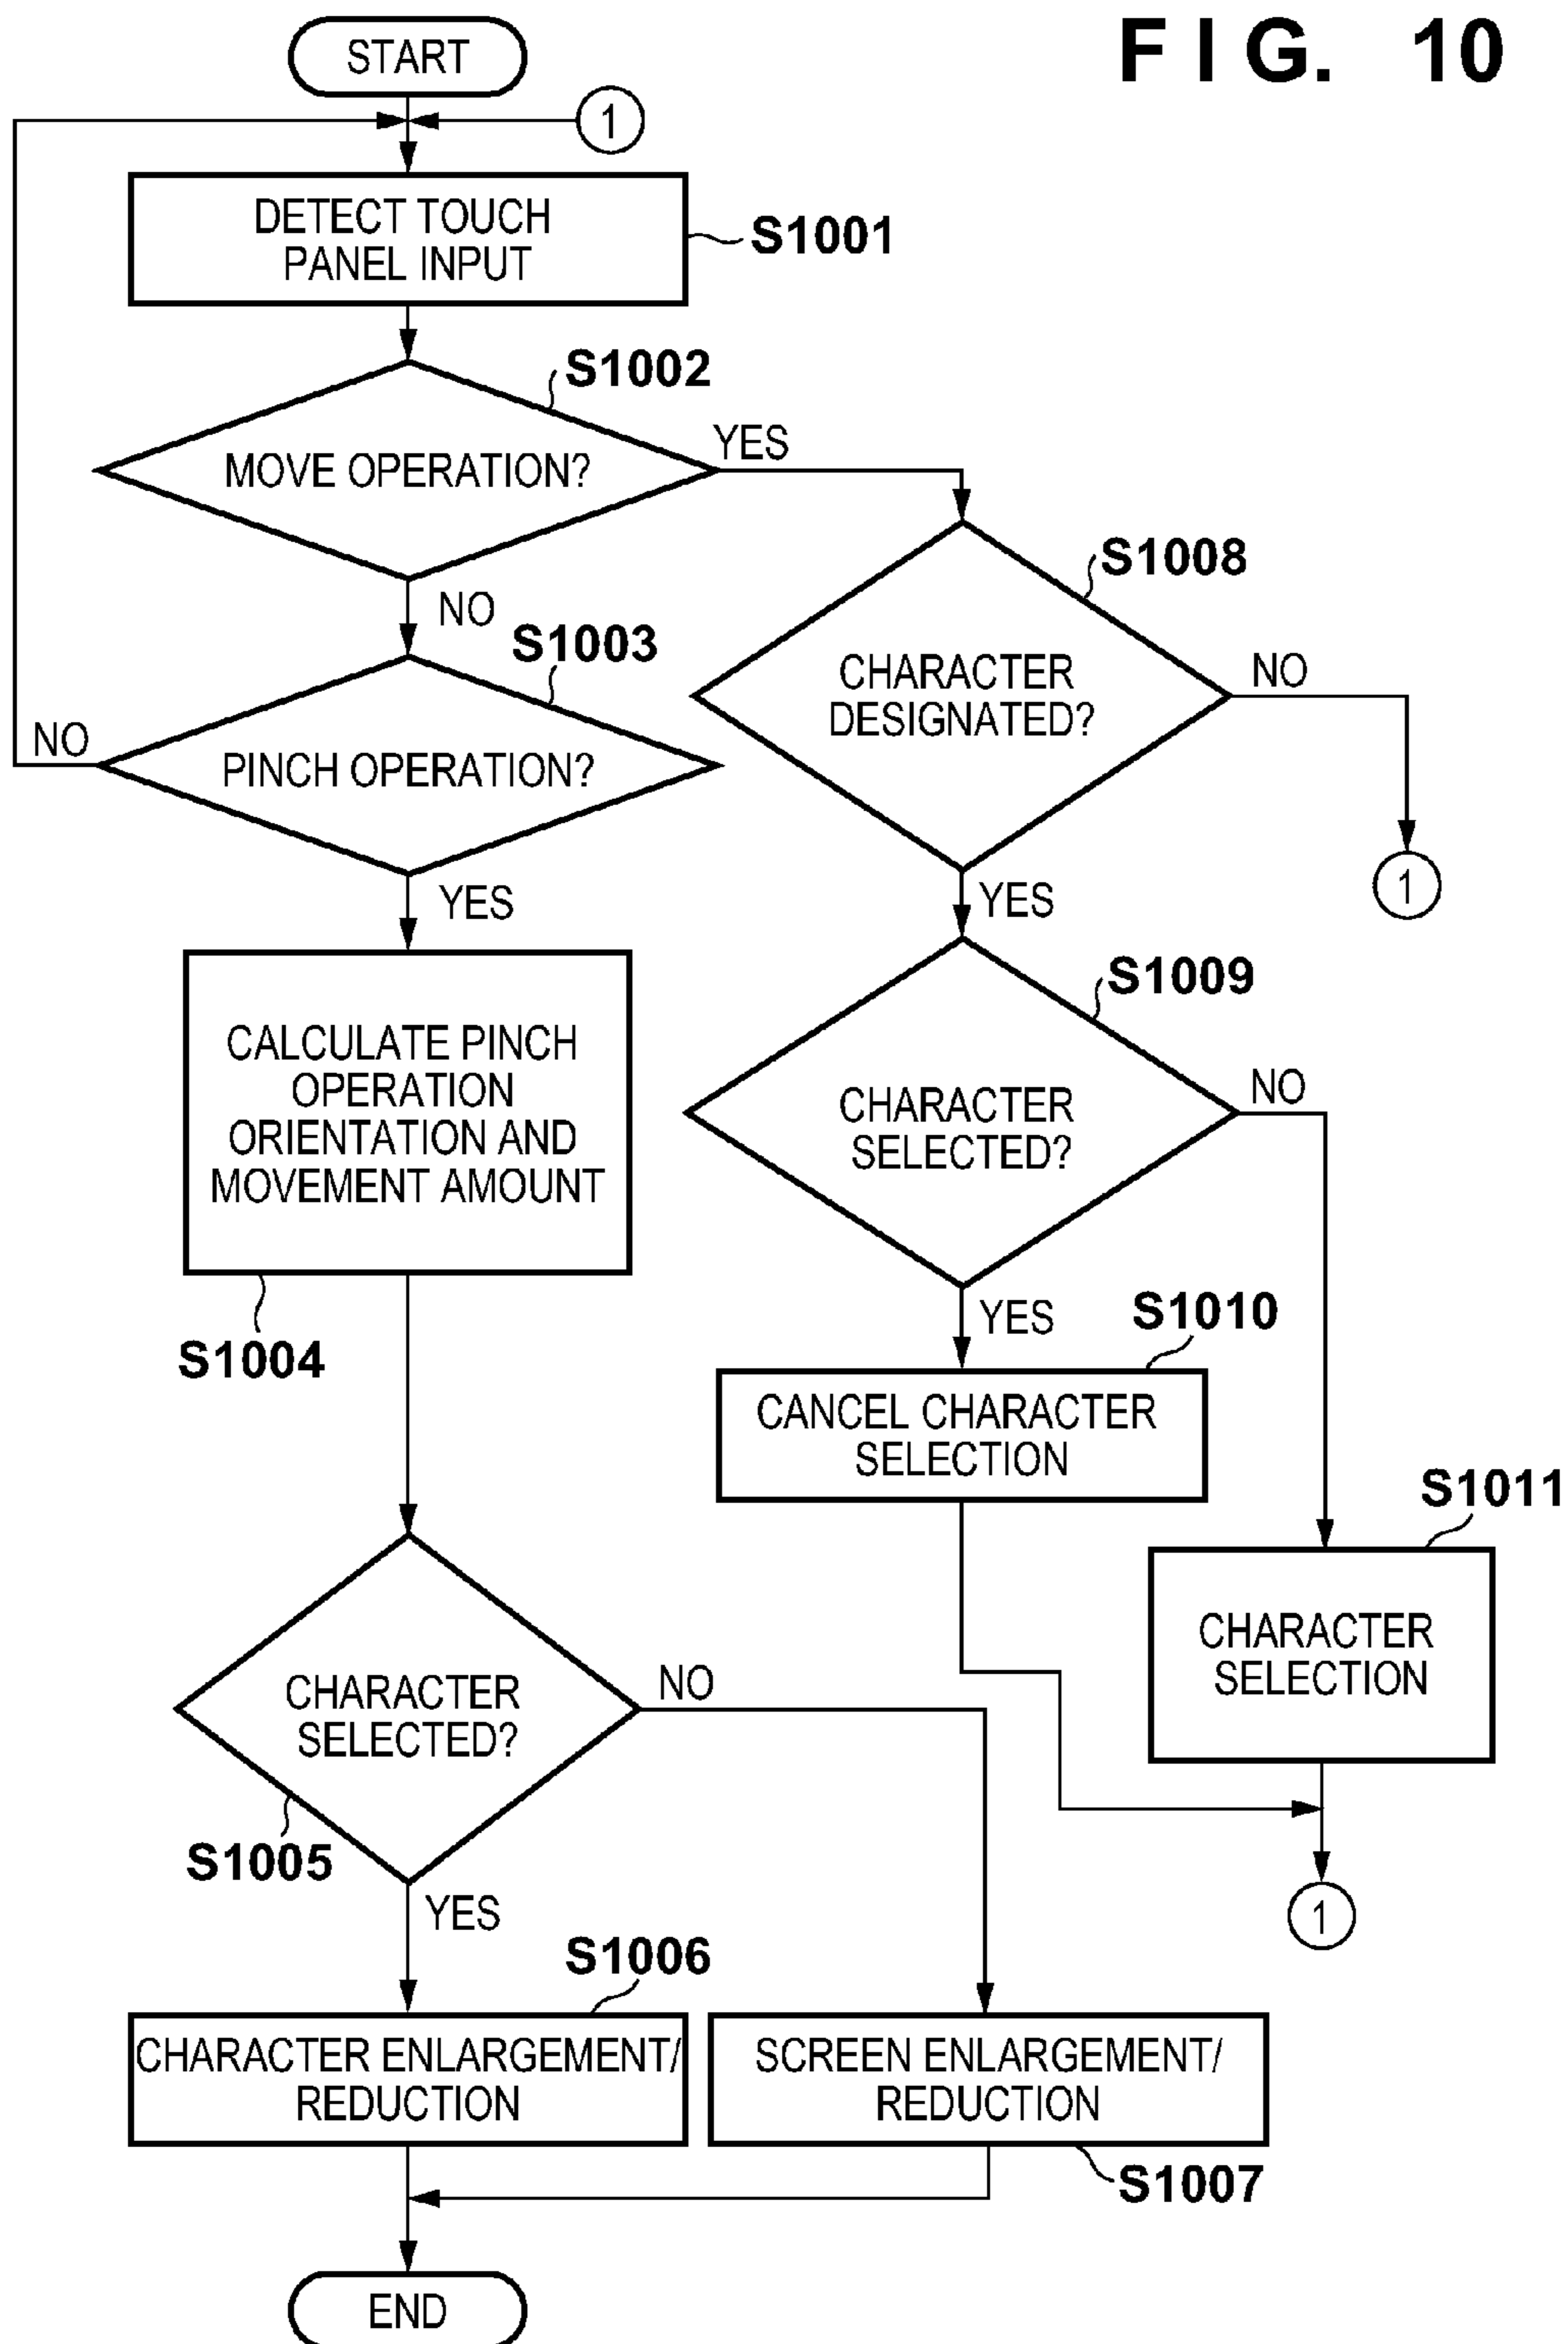 FIG. 10
START
1
DETECT TOUCH
PANEL INPUT
S1001
S1002
MOVE OPERATION?
YES
NO
S1003
PINCH OPERATION?
NO
YES
CALCULATE PINCH
OPERATION
ORIENTATION AND
MOVEMENT AMOUNT
S1004
CHARACTER
SELECTED?
NO
S1005
YES
S1006
CHARACTER ENLARGEMENT/
REDUCTION
SCREEN ENLARGEMENT/
REDUCTION
S1007
END
S1008
CHARACTER
DESIGNATED?
NO
1
YES
S1009
CHARACTER
SELECTED?
NO
YES
S1010
CANCEL CHARACTER
SELECTION
S1011
CHARACTER
SELECTION
1